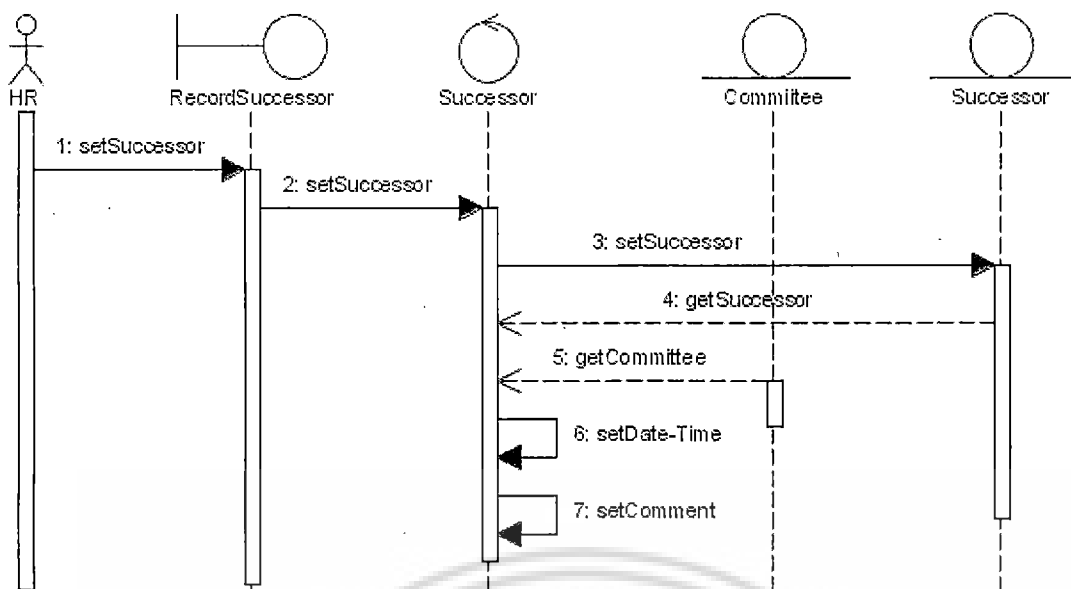 HR
RecordSuccessor
Successor
Committee
Successor
1: setSuccessor
2: setSuccessor
3: setSuccessor
4: getSuccessor
5: getCommittee
6: setDate-Time
7: setComment